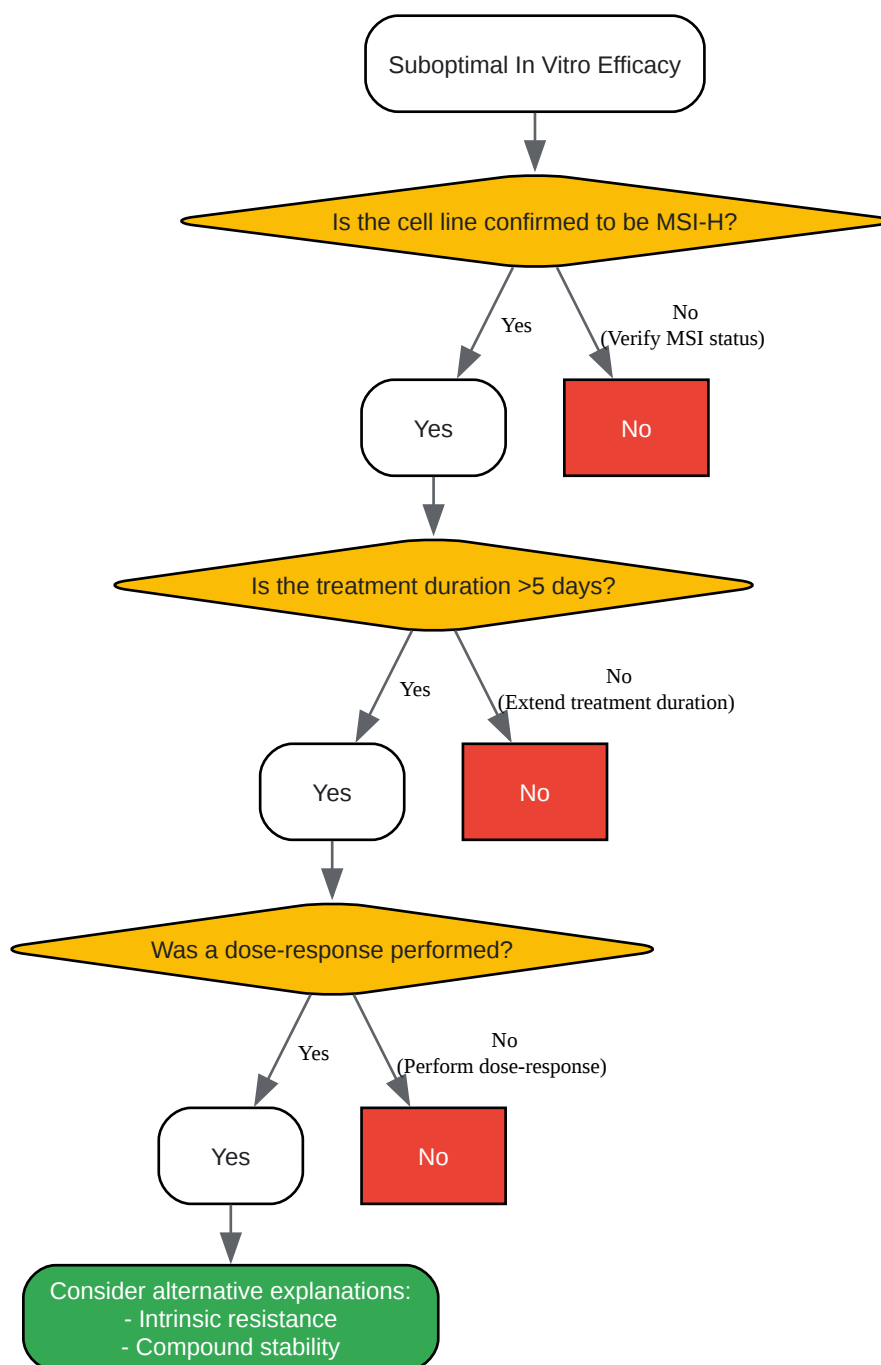 Suboptimal In Vitro Efficacy
Is the cell line confirmed to be MSI-H?
Yes
No
(Verify MSI status)
Yes
No
Is the treatment duration >5 days?
Yes
No
(Extend treatment duration)
Yes
No
Was a dose-response performed?
Yes
No
(Perform dose-response)
Yes
No
Consider alternative explanations:
- Intrinsic resistance
- Compound stability